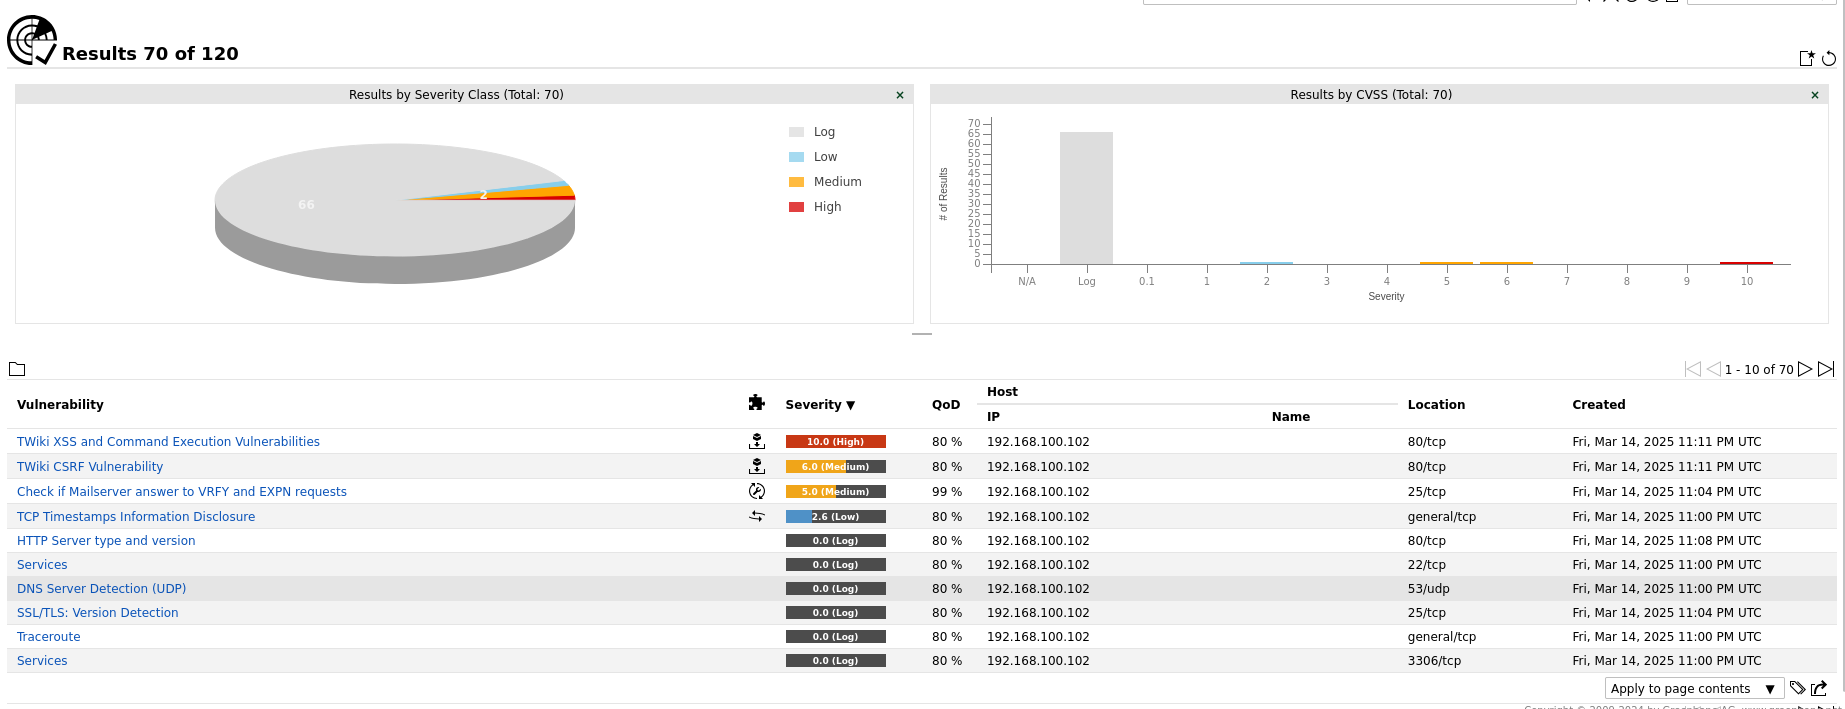 Results 70 of 120
Results by Severity Class (Total: 70) ×
66
2
Log
Low
Medium
High
Results by CVSS (Total: 70) ×
# of Results
70
65
60
55
50
45
40
35
30
25
20
15
10
5
0
N/A Log 0.1 1 2 3 4 5 6 7 8 9 10
Severity
1 - 10 of 70
Vulnerability Severity ▼ QoD Host Location Created
IP Name
TWiki XSS and Command Execution Vulnerabilities 10.0 (High) 80 % 192.168.100.102 80/tcp Fri, Mar 14, 2025 11:11 PM UTC
TWiki CSRF Vulnerability 6.0 (Medium) 80 % 192.168.100.102 80/tcp Fri, Mar 14, 2025 11:11 PM UTC
Check if Mailserver answer to VRFY and EXPN requests 5.0 (Medium) 99 % 192.168.100.102 25/tcp Fri, Mar 14, 2025 11:04 PM UTC
TCP Timestamps Information Disclosure 2.6 (Low) 80 % 192.168.100.102 general/tcp Fri, Mar 14, 2025 11:00 PM UTC
HTTP Server type and version 0.0 (Log) 80 % 192.168.100.102 80/tcp Fri, Mar 14, 2025 11:08 PM UTC
Services 0.0 (Log) 80 % 192.168.100.102 22/tcp Fri, Mar 14, 2025 11:00 PM UTC
DNS Server Detection (UDP) 0.0 (Log) 80 % 192.168.100.102 53/udp Fri, Mar 14, 2025 11:00 PM UTC
SSL/TLS: Version Detection 0.0 (Log) 80 % 192.168.100.102 25/tcp Fri, Mar 14, 2025 11:04 PM UTC
Traceroute 0.0 (Log) 80 % 192.168.100.102 general/tcp Fri, Mar 14, 2025 11:00 PM UTC
Services 0.0 (Log) 80 % 192.168.100.102 3306/tcp Fri, Mar 14, 2025 11:00 PM UTC
Apply to page contents ▼